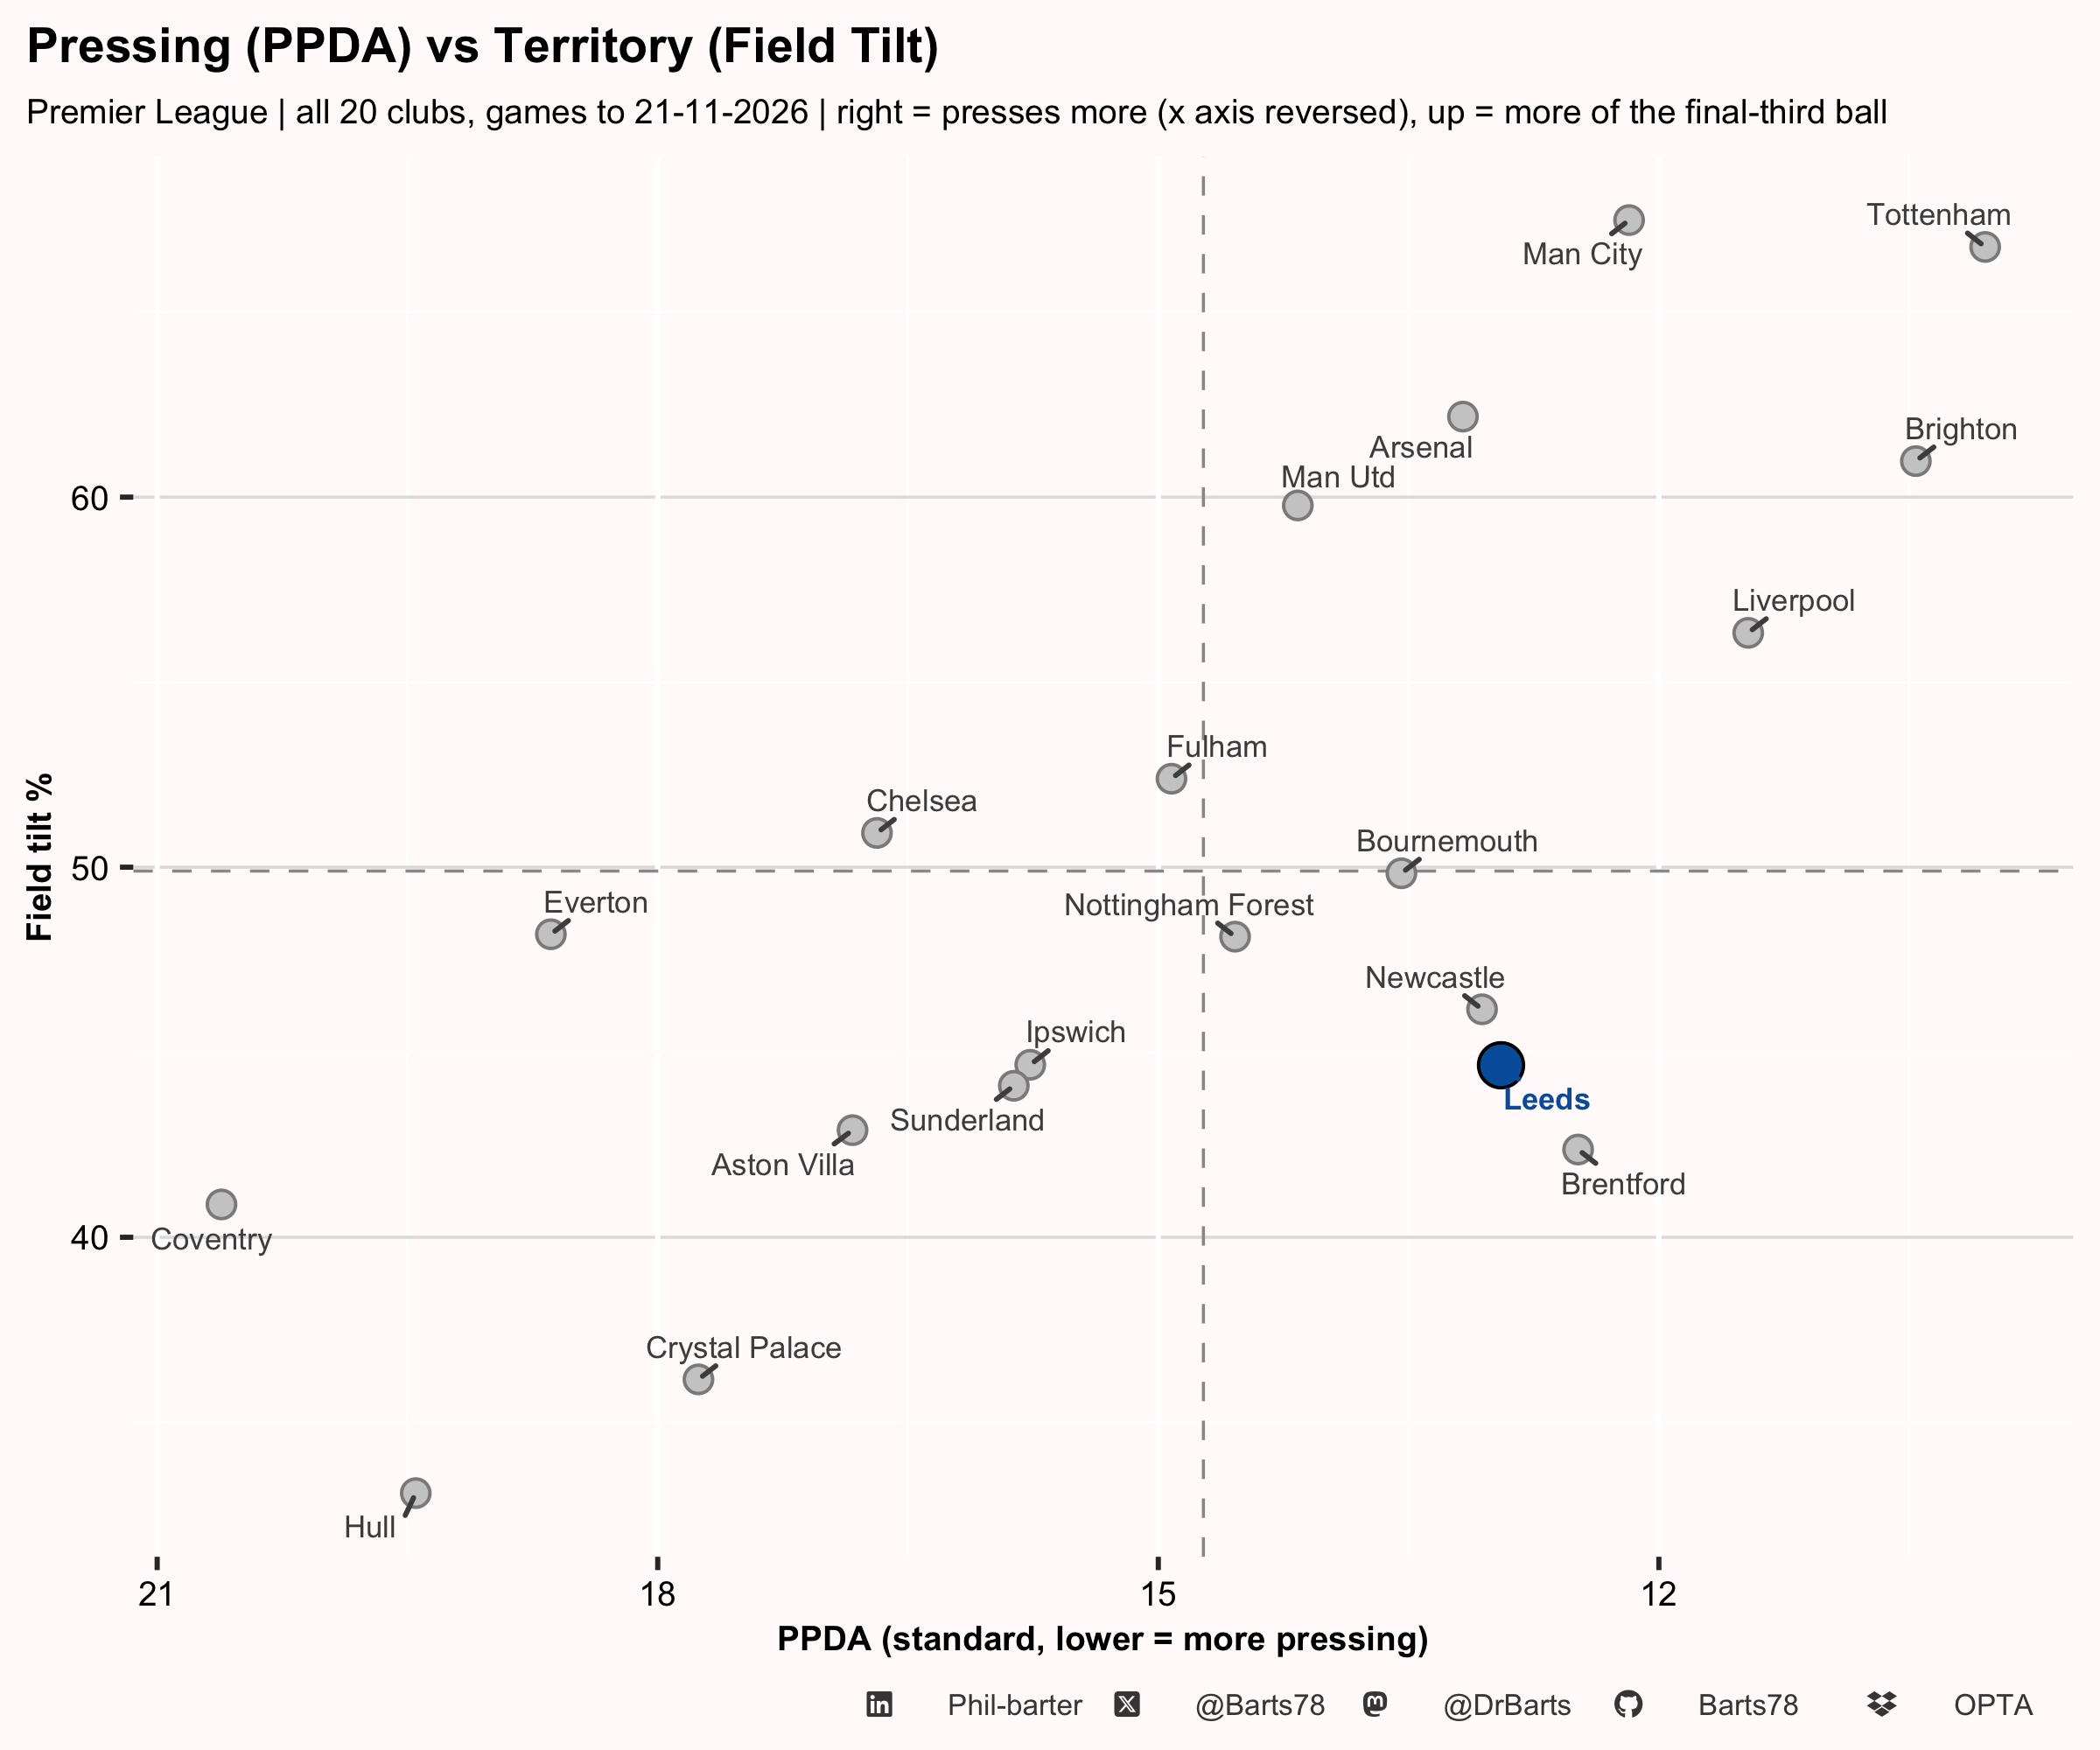 Pressing (PPDA) vs Territory (Field Tilt)
Premier League | all 20 clubs, games to 21-11-2026 | right = presses more (x axis reversed), up = more of the final-third ball
Tottenham
Man City
Brighton
Arsenal
Man Utd
60
Liverpool
Fulham
Chelsea
Bournemouth
50
Field tilt %
Everton
Nottingham Forest
Newcastle
Ipswich
Leeds
Sunderland
Aston Villa
Brentford
Coventry
40
Crystal Palace
Hull
21 18 15 12
PPDA (standard, lower = more pressing)
Phil-barter @Barts78 @DrBarts Barts78 OPTA